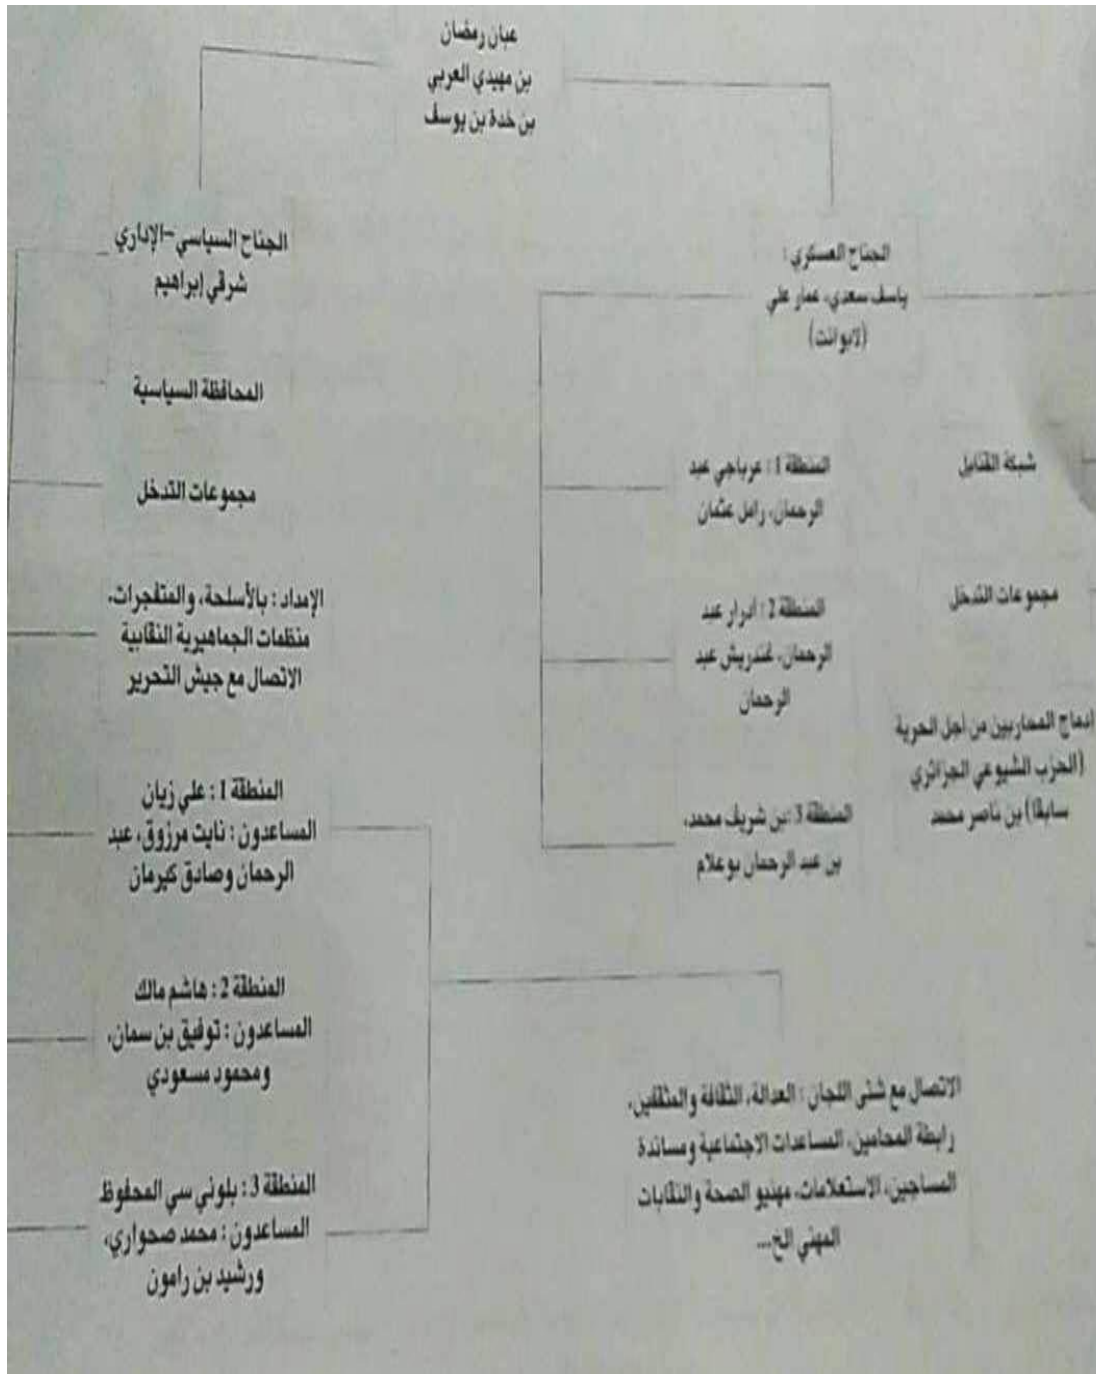 عبان رمضان
بن مهيدي العربي
بن خدة بن يوسف
الجناح العسكري :
ياسف سعدي، عمار علي
(لابوانت)
شبكة القنابل
مجموعات التدخل
إدماج المحاربين من أجل الحرية
(الحزب الشيوعي الجزائري
سابقا) بن ناصر محمد
المنطقة 1 : عرباجي عبد
الرحمان، رامل عثمان
المنطقة 2 : أدرار عبد
الرحمان، لمندريش عبد
الرحمان
المنطقة 3 :بن شريف محمد،
بن عبد الرحمان بوعلام
الجناح السياسي-الإداري
شرقي إبراهيم
المحافظة السياسية
مجموعات التدخل
الإمداد : بالأسلحة، والمتفجرات،
منظمات الجماهيرية النقابية
الاتصال مع جيش التحرير
المنطقة 1 : علي زيان
المساعدون : نايت مرزوق، عبد
الرحمان وصادق كيرمان
المنطقة 2 : هاشم مالك
المساعدون : توفيق بن سمان،
ومحمود مسعودي
المنطقة 3 : بلوني سي المحفوظ
المساعدون : محمد صحواري،
ورشيد بن رامون
الاتصال مع شتى اللجان : العدالة، الثقافة والمثقفين،
رابطة المحامين، المساعدات الاجتماعية ومساندة
المساجين، الاستعلامات، مهنيو الصحة والنقابات
المهني الخ...